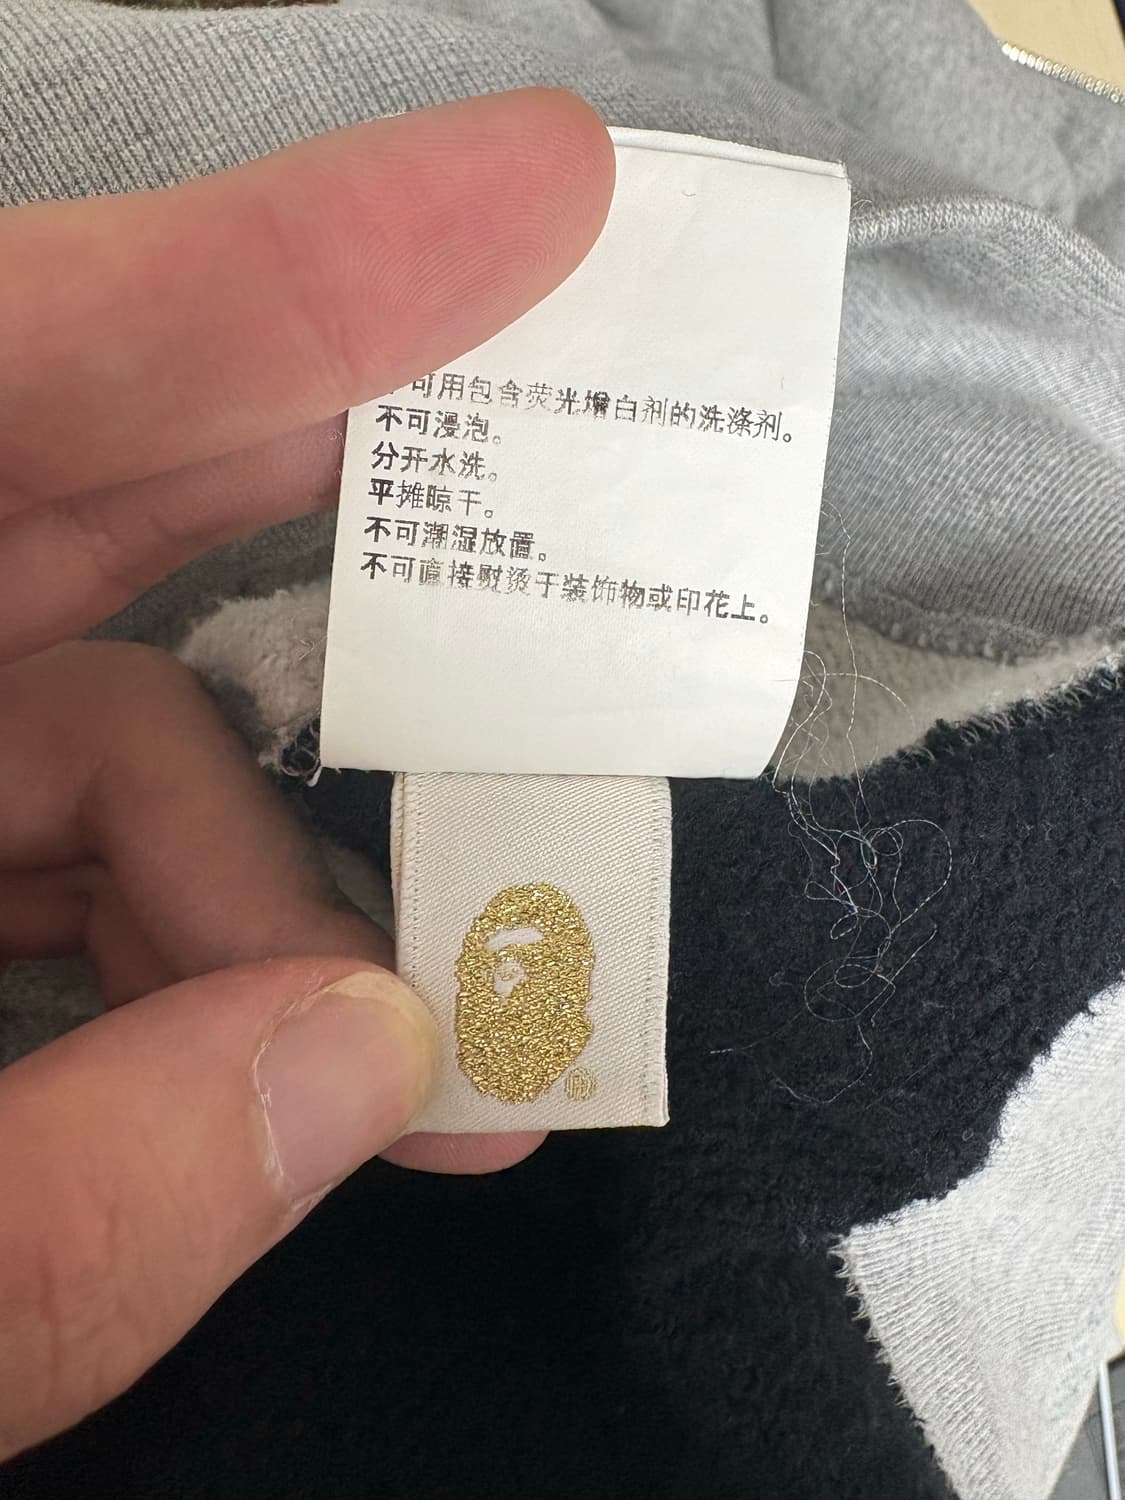 不可用包含荧光增白剂的洗涤剂。
不可浸泡。
分开水洗。
平摊晾干。
不可潮湿放置。
不可直接熨烫于装饰物或印花上。
®